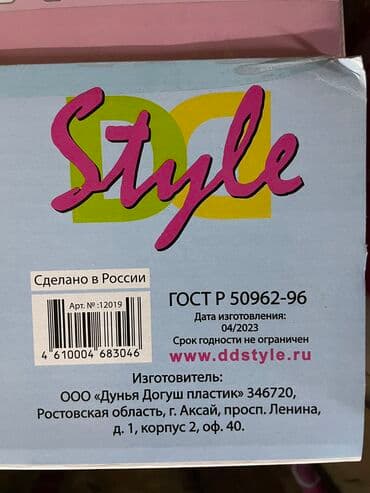 DD
Style
Сделано в России
Арт. № :12019
4 610004 683046
ГОСТ Р 50962-96
Дата изготовления:
04/2023
Срок годности не ограничен
www.ddstyle.ru
Изготовитель:
ООО «Дунья Догуш пластик» 346720,
Ростовская область, г. Аксай, просп. Ленина,
д. 1, корпус 2, оф. 40.